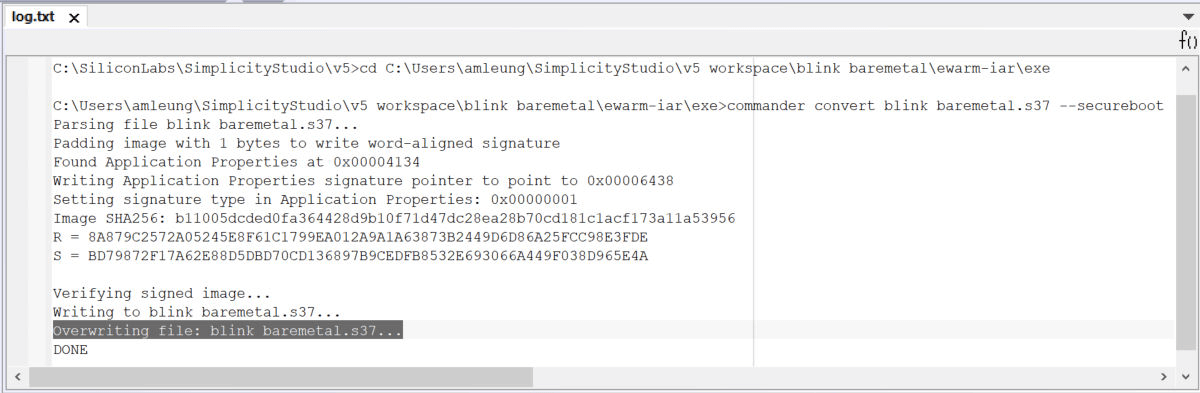 log.txt
f()
C:\SiliconLabs\SimplicityStudio\v5>cd C:\Users\amleung\SimplicityStudio\v5 workspace\blink baremetal\ewarm-iar\exe
C:\Users\amleung\SimplicityStudio\v5 workspace\blink baremetal\ewarm-iar\exe>commander convert blink baremetal.s37 --secureboot
Parsing file blink baremetal.s37...
Padding image with 1 bytes to write word-aligned signature
Found Application Properties at 0x00004134
Writing Application Properties signature pointer to point to 0x00006438
Setting signature type in Application Properties: 0x00000001
Image SHA256: b11005dcded0fa364428d9b10f71d47dc28ea28b70cd181c1acf173a11a53956
R = 8A879C2572A05245E8F61C1799EA012A9A1A63873B2449D6D86A25FCC98E3FDE
S = BD79872F17A62E88D5DBD70CD136897B9CEDFB8532E693066A449F038D965E4A
Verifying signed image...
Writing to blink baremetal.s37...
Overwriting file: blink baremetal.s37...
DONE